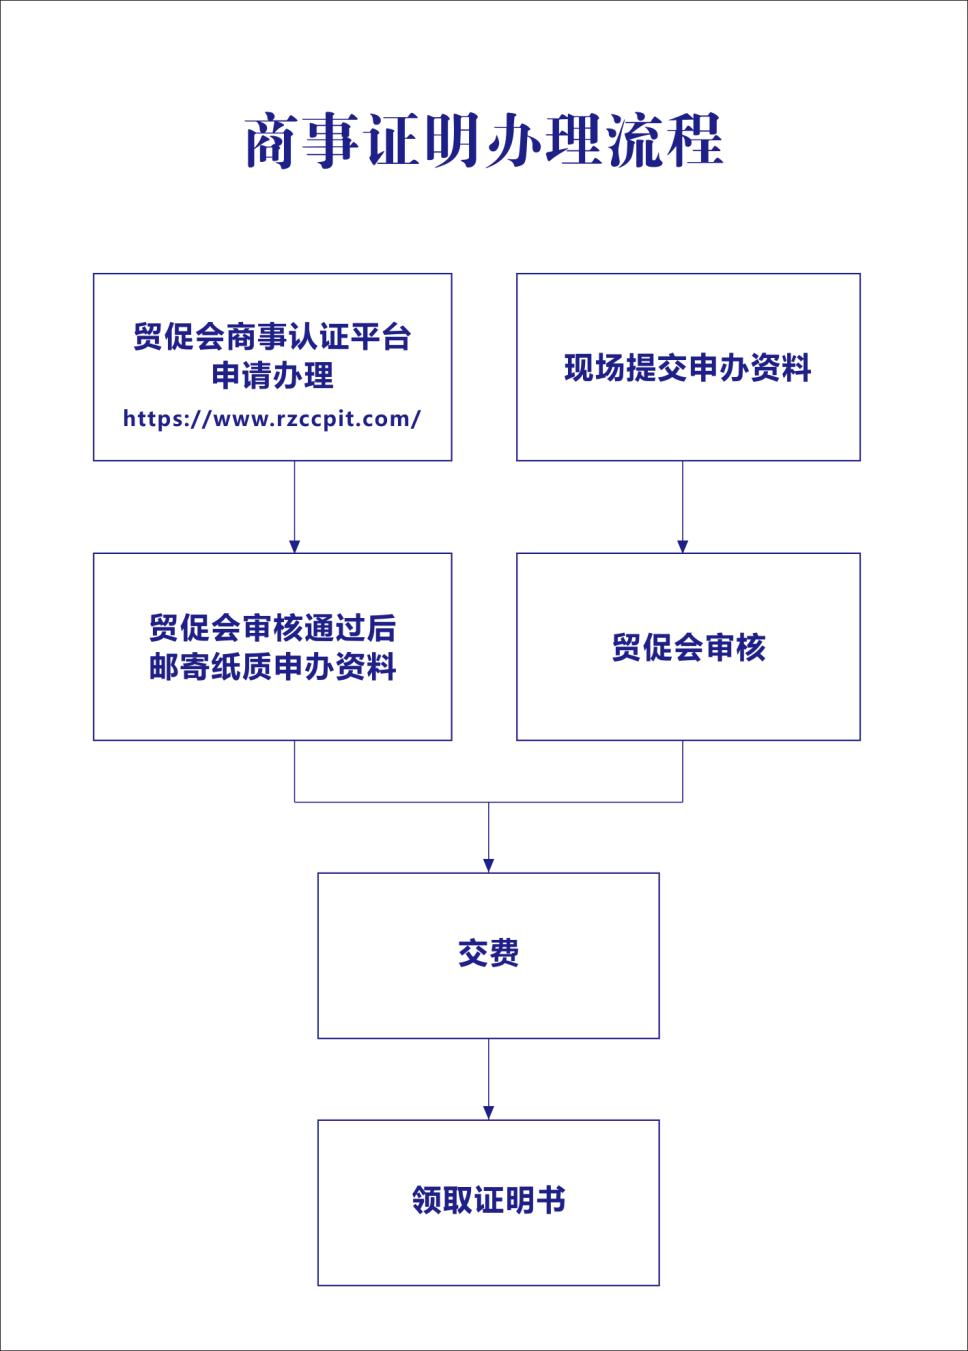 商事证明办理流程
贸促会商事认证平台
申请办理
https://www.rzccpit.com/
现场提交申办资料
贸促会审核通过后
邮寄纸质申办资料
贸促会审核
交费
领取证明书